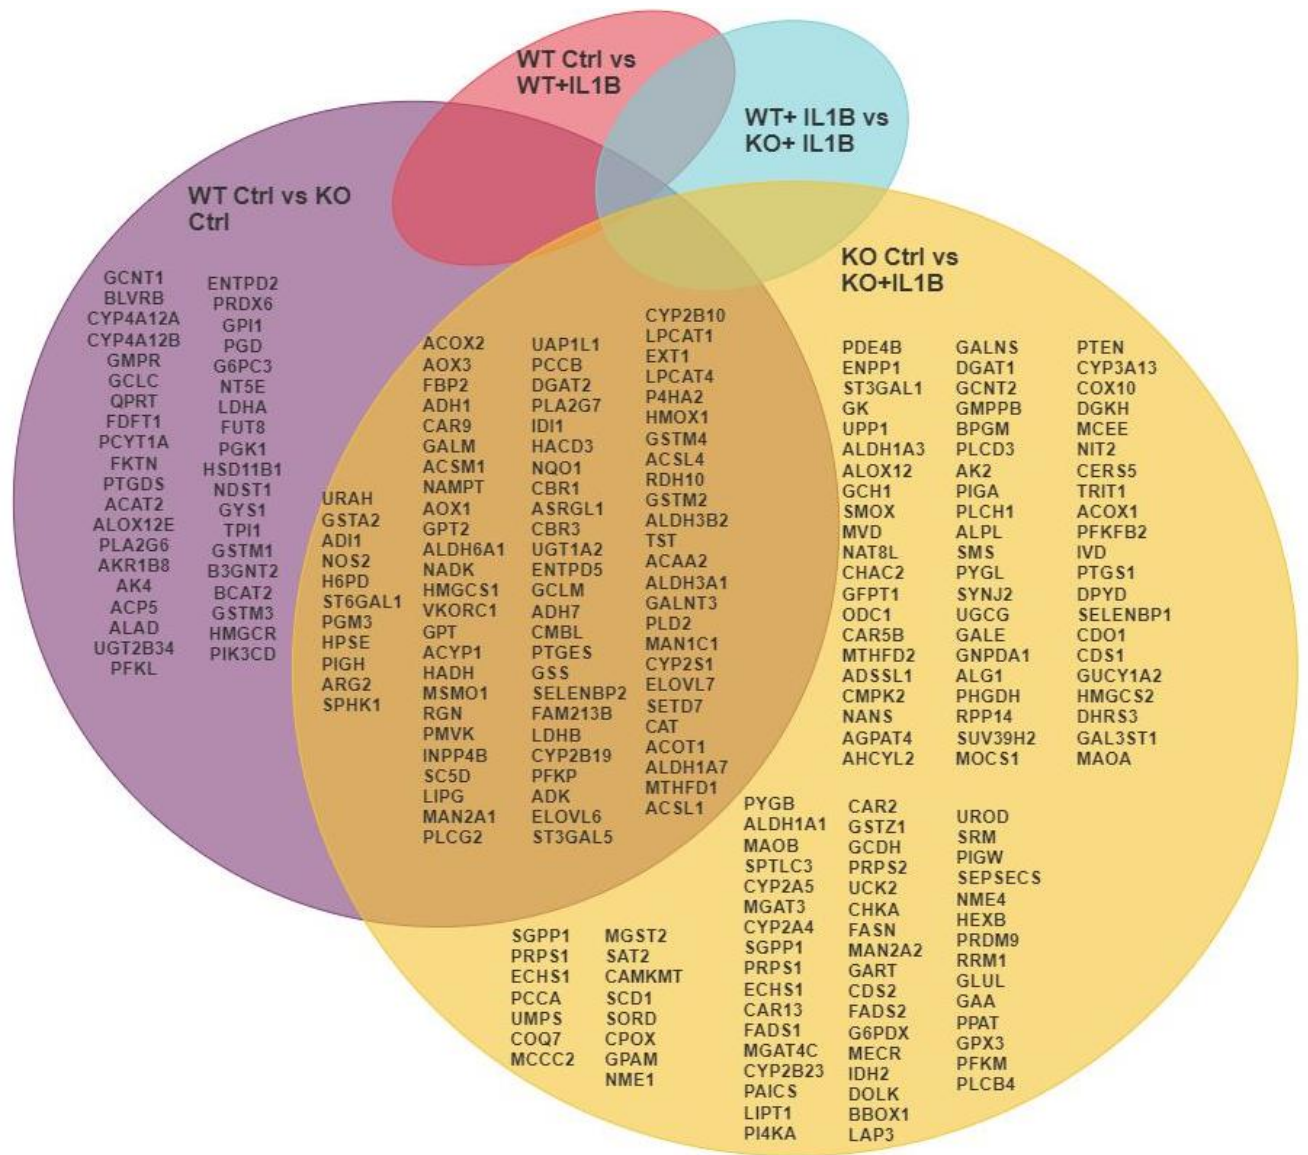 WT Ctrl vs
WT+IL1B
WT+ IL1B vs
KO+ IL1B
WT Ctrl vs KO
Ctrl
KO Ctrl vs
KO+IL1B
GCNT1
BLVRB
CYP4A12A
CYP4A12B
GMPR
GCLC
QPRT
FDFT1
PCYT1A
FKTN
PTGDS
ACAT2
ALOX12E
PLA2G6
AKR1B8
AK4
ACP5
ALAD
UGT2B34
PFKL
ENTPD2
PRDX6
GPI1
PGD
G6PC3
NT5E
LDHA
FUT8
PGK1
HSD11B1
NDST1
GYS1
TPI1
GSTM1
B3GNT2
BCAT2
GSTM3
HMGCR
PIK3CD
URAH
GSTA2
ADI1
NOS2
H6PD
ST6GAL1
PGM3
HPSE
PIGH
ARG2
SPHK1
ACOX2
AOX3
FBP2
ADH1
CAR9
GALM
ACSM1
NAMPT
AOX1
GPT2
ALDH6A1
NADK
HMGCS1
VKORC1
GPT
ACYP1
HADH
MSMO1
RGN
PMVK
INPP4B
SC5D
LIPG
MAN2A1
PLCG2
UAP1L1
PCCB
DGAT2
PLA2G7
IDI1
HACD3
NQO1
CBR1
ASRGL1
CBR3
UGT1A2
ENTPD5
GCLM
ADH7
CMBL
PTGES
GSS
SELENBP2
FAM213B
LDHB
CYP2B19
PFKP
ADK
ELOVL6
ST3GAL5
CYP2B10
LPCAT1
EXT1
LPCAT4
P4HA2
HMOX1
GSTM4
ACSL4
RDH10
GSTM2
ALDH3B2
TST
ACAA2
ALDH3A1
GALNT3
PLD2
MAN1C1
CYP2S1
ELOVL7
SETD7
CAT
ACOT1
ALDH1A7
MTHFD1
ACSL1
PDE4B
ENPP1
ST3GAL1
GK
UPP1
ALDH1A3
ALOX12
GCH1
SMOX
MVD
NAT8L
CHAC2
GFPT1
ODC1
CAR5B
MTHFD2
ADSSL1
CMPK2
NANS
AGPAT4
AHCYL2
GALNS
DGAT1
GCNT2
GMPPB
BPGM
PLCD3
AK2
PIGA
PLCH1
ALPL
SMS
PYGL
SYNJ2
UGCG
GALE
GNPDA1
ALG1
PHGDH
RPP14
SUV39H2
MOCS1
PTEN
CYP3A13
COX10
DGKH
MCEE
NIT2
CERS5
TRIT1
ACOX1
PFKFB2
IVD
PTGS1
DPYD
SELENBP1
CDO1
CDS1
GUCY1A2
HMGCS2
DHRS3
GAL3ST1
MAOA
SGPP1
PRPS1
ECHS1
PCCA
UMPS
COQ7
MCCC2
MGST2
SAT2
CAMKMT
SCD1
SORD
CPOX
GPAM
NME1
PYGB
ALDH1A1
MAOB
SPTLC3
CYP2A5
MGAT3
CYP2A4
SGPP1
PRPS1
ECHS1
CAR13
FADS1
MGAT4C
CYP2B23
PAICS
LIPT1
PI4KA
CAR2
GSTZ1
GCDH
PRPS2
UCK2
CHKA
FASN
MAN2A2
GART
CDS2
FADS2
G6PDX
MECR
IDH2
DOLK
BBOX1
LAP3
UROD
SRM
PIGW
SEPSECS
NME4
HEXB
PRDM9
RRM1
GLUL
GAA
PPAT
GPX3
PFKM
PLCB4